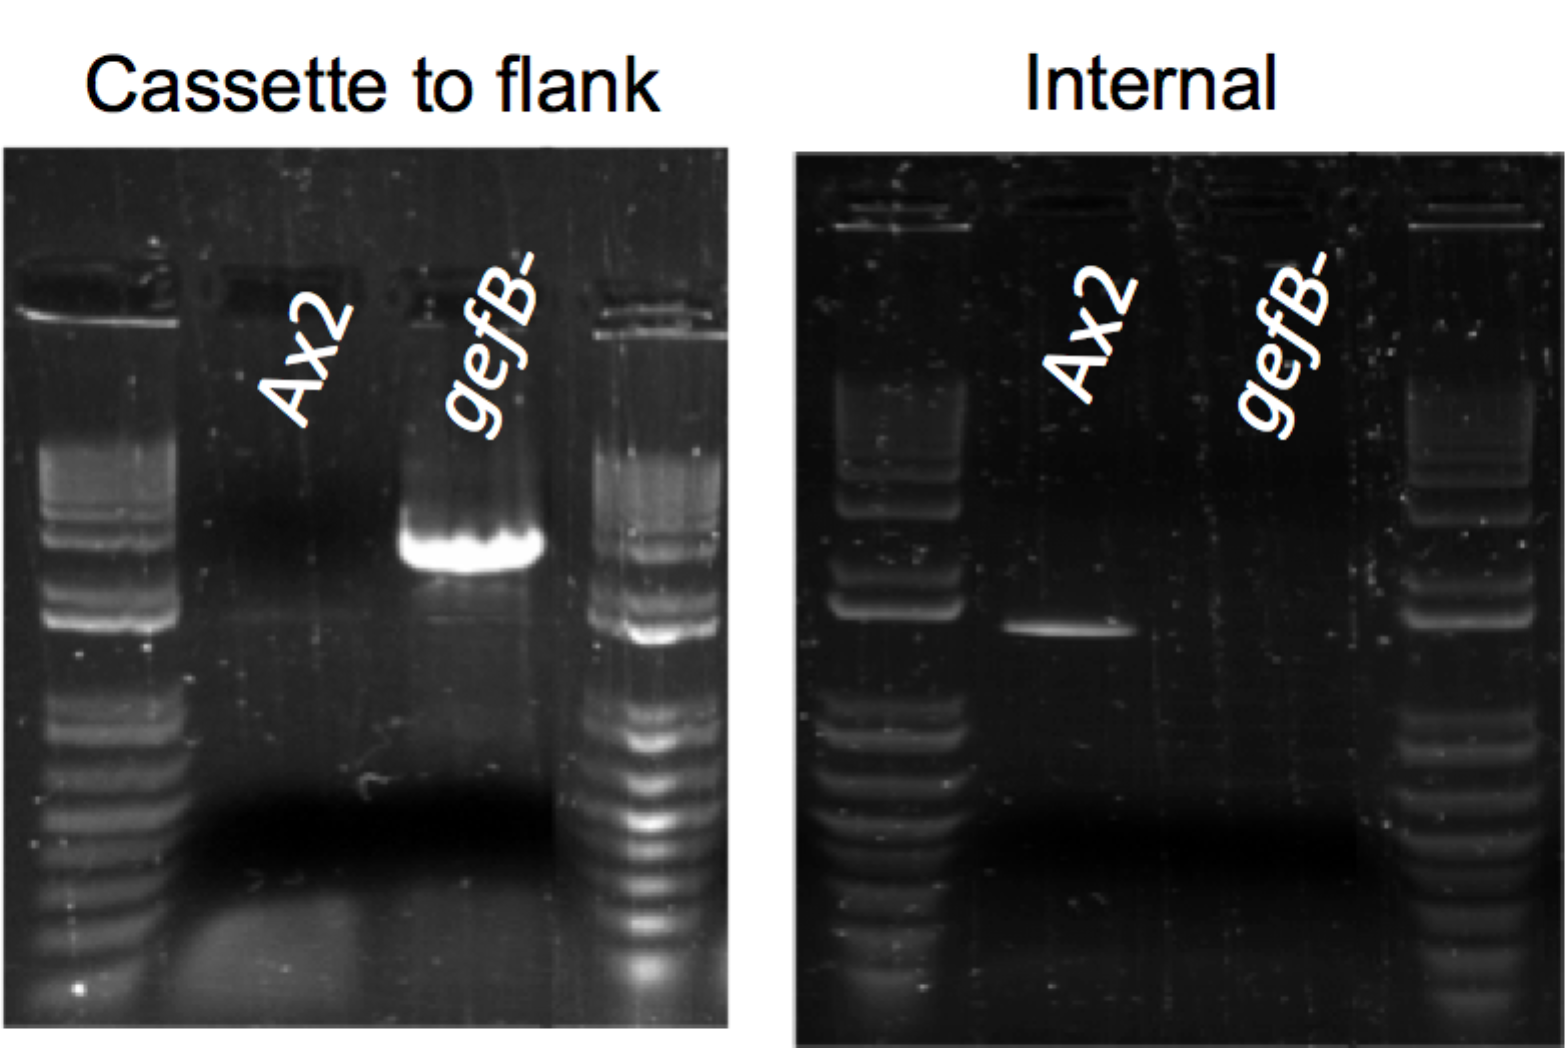 Cassette to flank
Ax2
gefB-
Internal
Ax2
gefB-